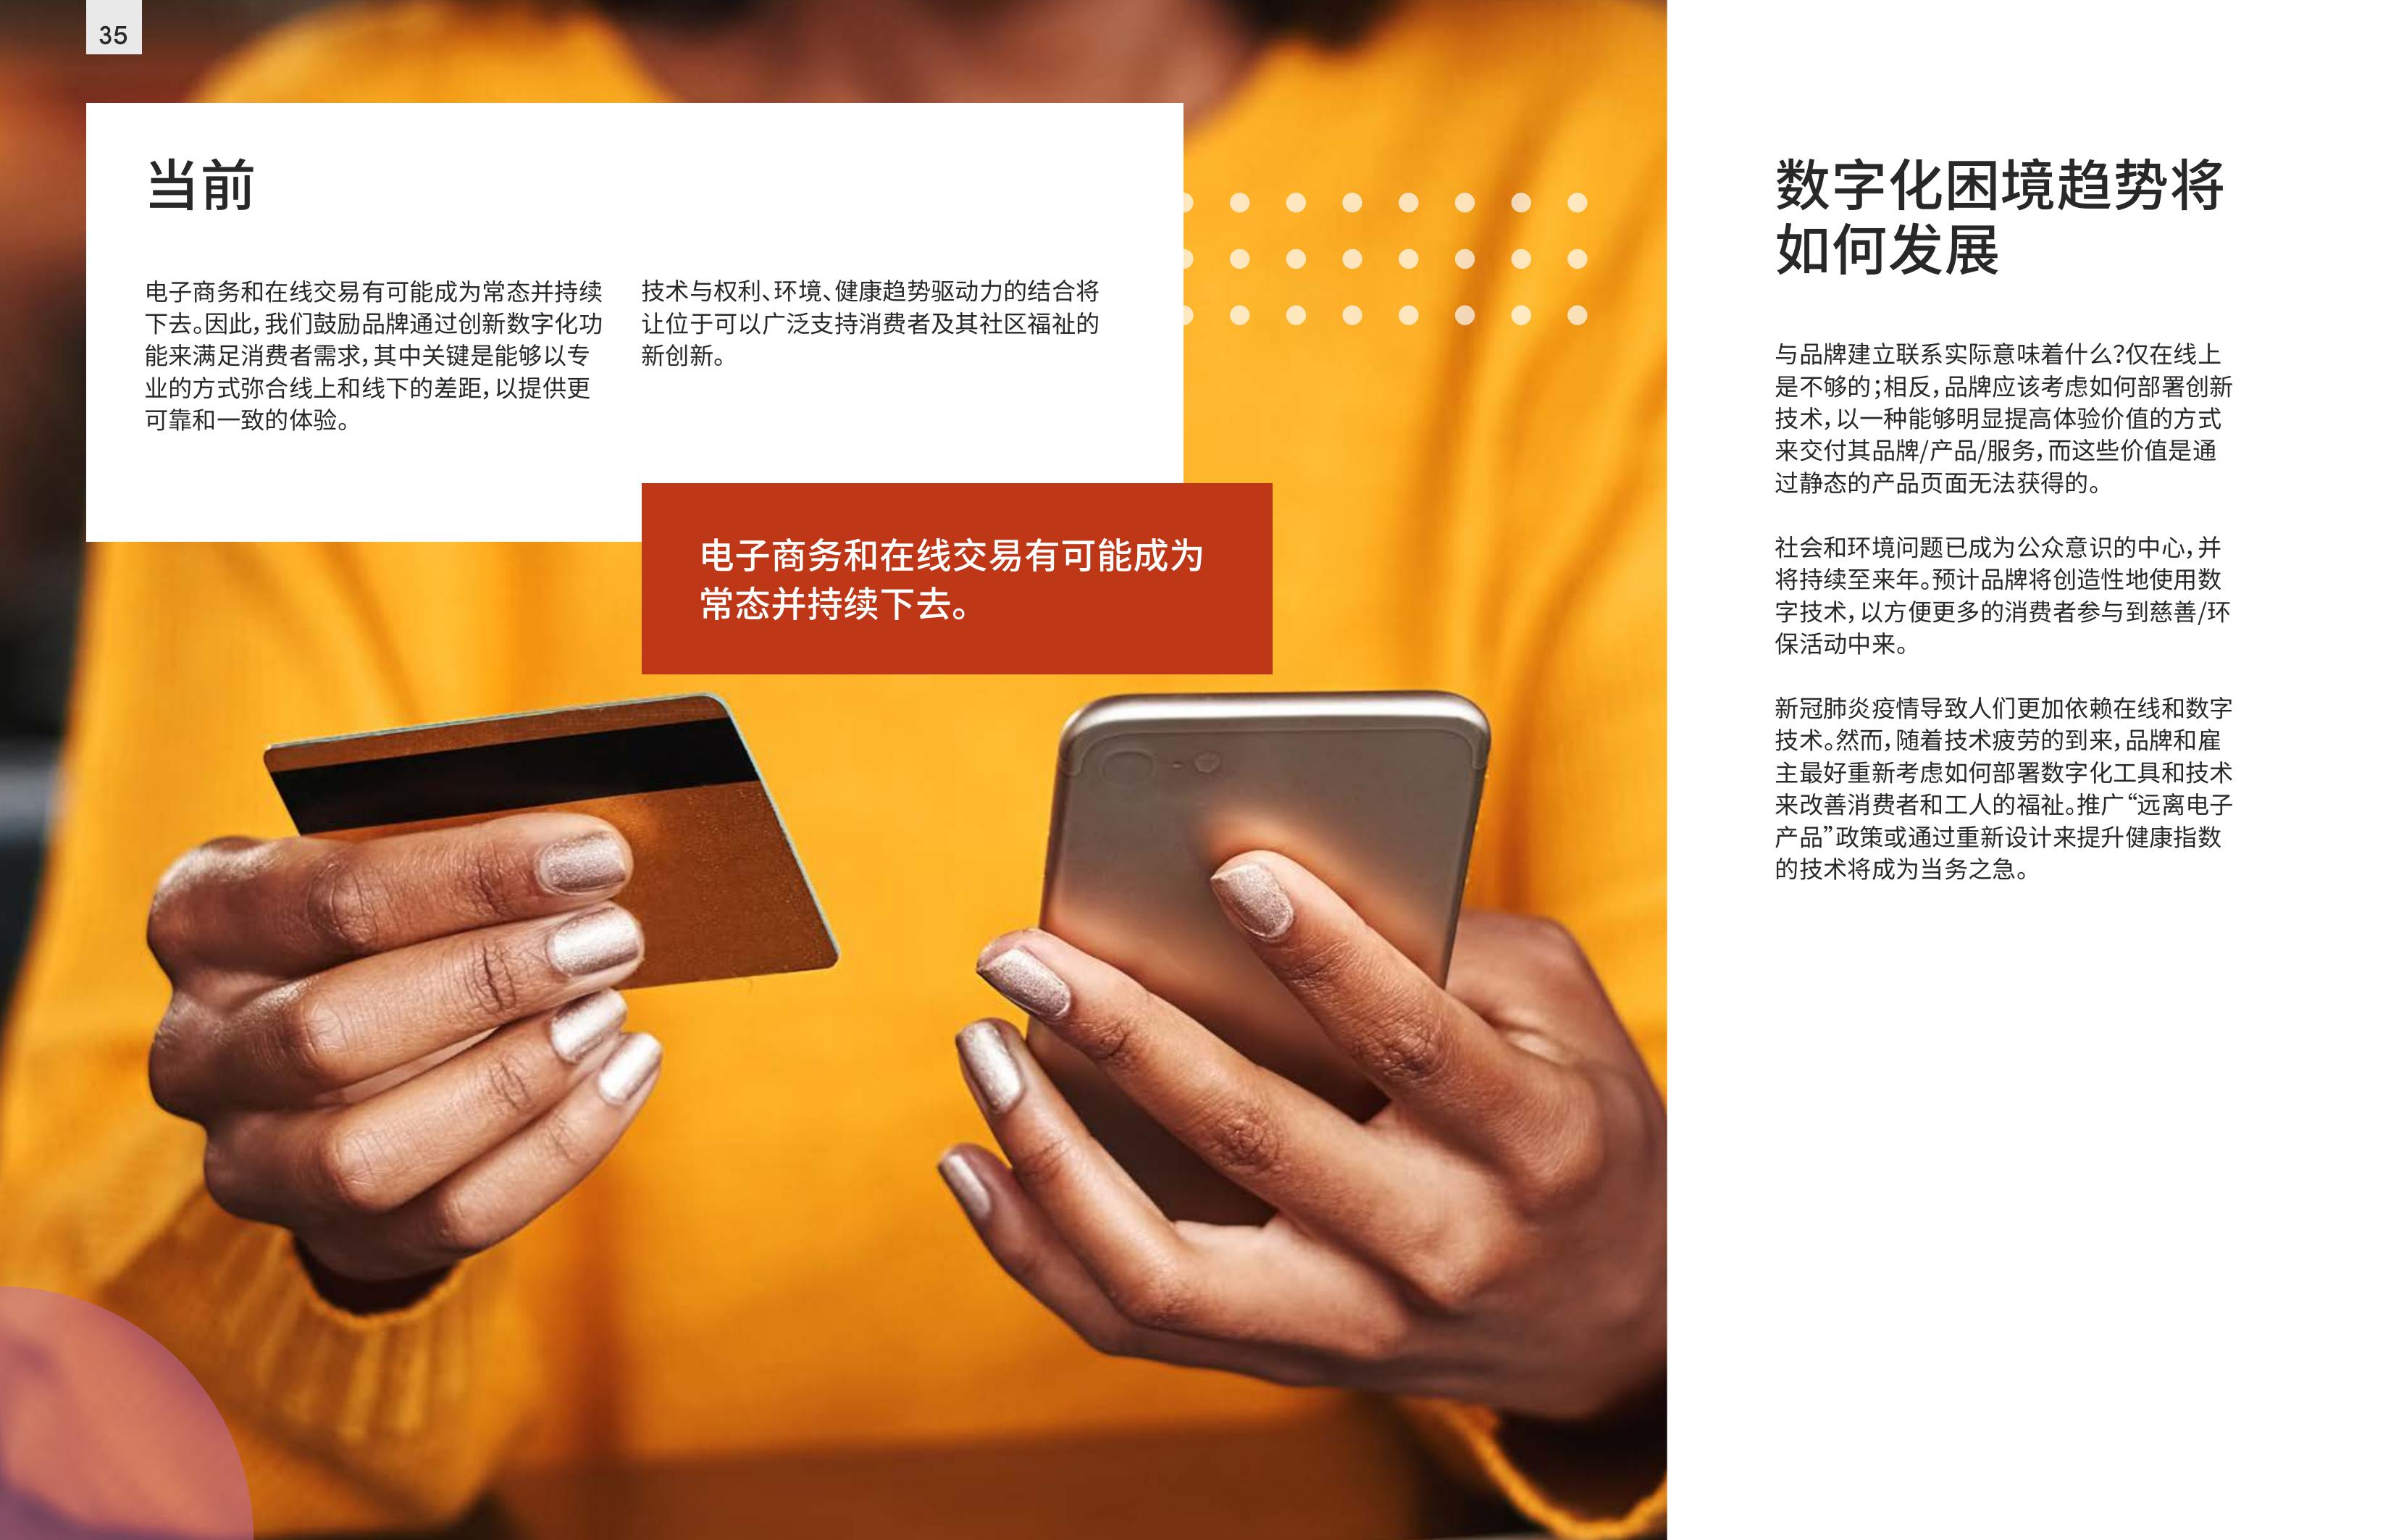 35
当前
电子商务和在线交易有可能成为常态并持续
下去。因此，我们鼓励品牌通过创新数字化功
能来满足消费者需求，其中关键是能够以专
业的方式弥合线上和线下的差距，以提供更
可靠和一致的体验。
技术与权利、环境、健康趋势驱动力的结合将
让位于可以广泛支持消费者及其社区福祉的
新创新。
电子商务和在线交易有可能成为
常态并持续下去。
数字化困境趋势将
如何发展
与品牌建立联系实际意味着什么？仅在线上
是不够的；相反，品牌应该考虑如何部署创新
技术，以一种能够明显提高体验价值的方式
来交付其品牌/产品/服务，而这些价值是通
过静态的产品页面无法获得的。
社会和环境问题已成为公众意识的中心，并
将持续至来年。预计品牌将创造性地使用数
字技术，以方便更多的消费者参与到慈善/环
保活动中来。
新冠肺炎疫情导致人们更加依赖在线和数字
技术。然而，随着技术疲劳的到来，品牌和雇
主最好重新考虑如何部署数字化工具和技术
来改善消费者和工人的福祉。推广“远离电子
产品”政策或通过重新设计来提升健康指数
的技术将成为当务之急。